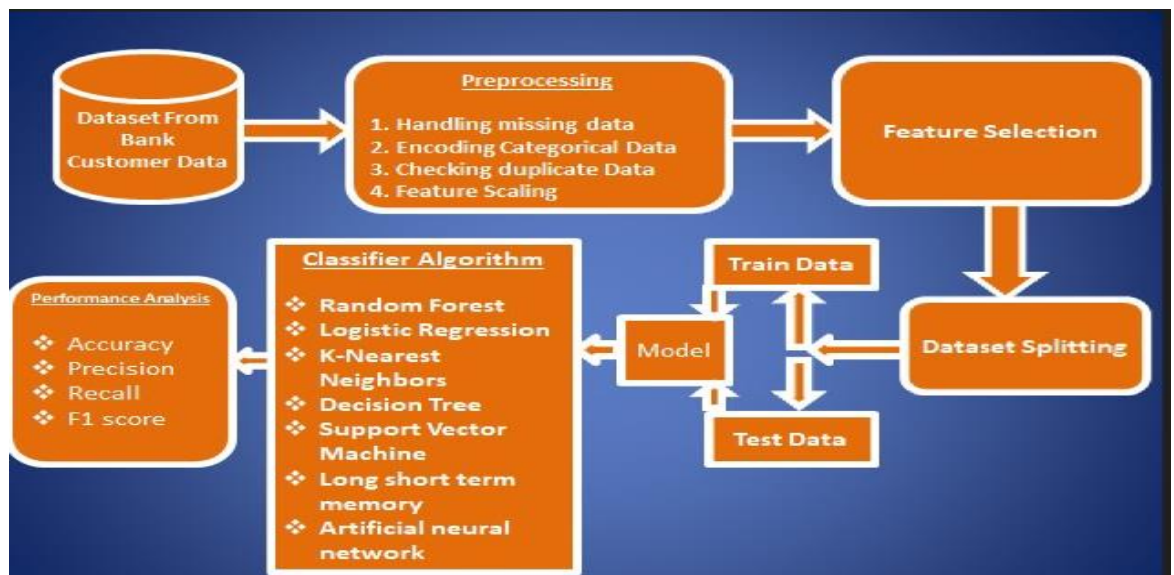 Dataset From
Bank
Customer Data
Preprocessing
1. Handling missing data
2. Encoding Categorical Data
3. Checking duplicate Data
4. Feature Scaling
Feature Selection
Dataset Splitting
Train Data
Test Data
Model
Classifier Algorithm
❖ Random Forest
❖ Logistic Regression
❖ K-Nearest
Neighbors
❖ Decision Tree
❖ Support Vector
Machine
❖ Long short term
memory
❖ Artificial neural
network
Performance Analysis
❖ Accuracy
❖ Precision
❖ Recall
❖ F1 score